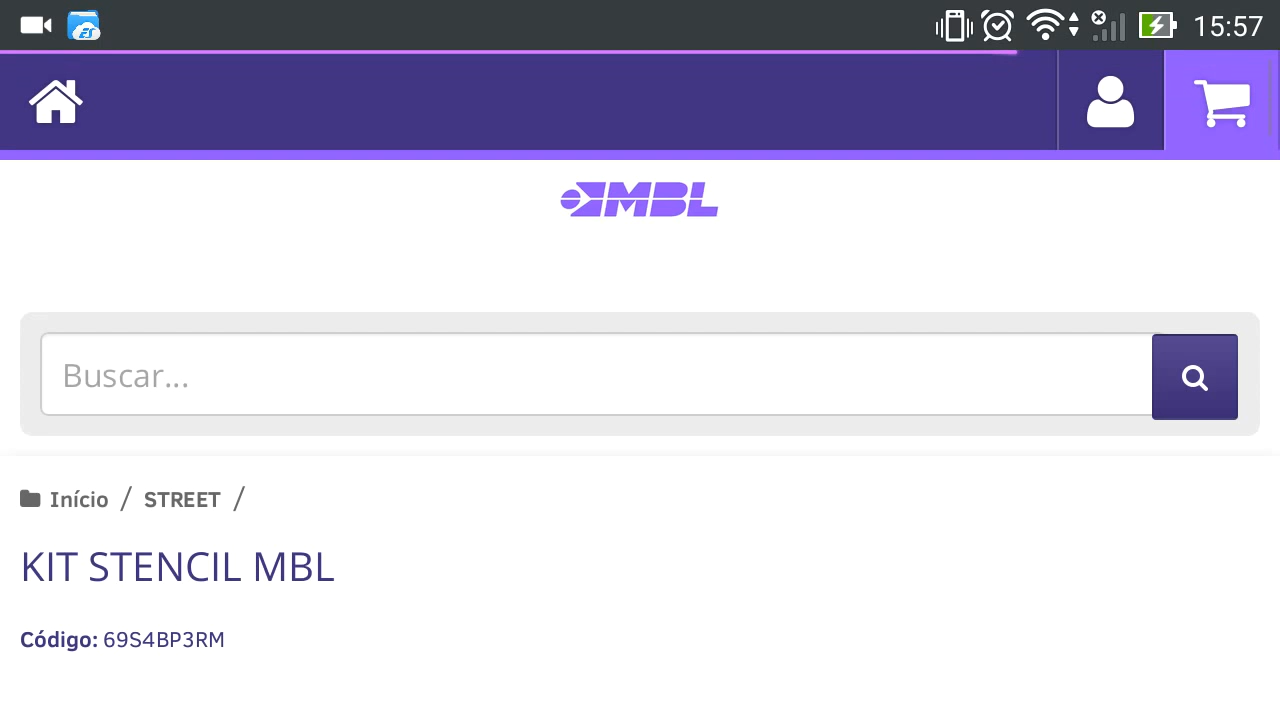 15:57
MBL
Buscar...
Início / STREET /
KIT STENCIL MBL
Código: 69S4BP3RM